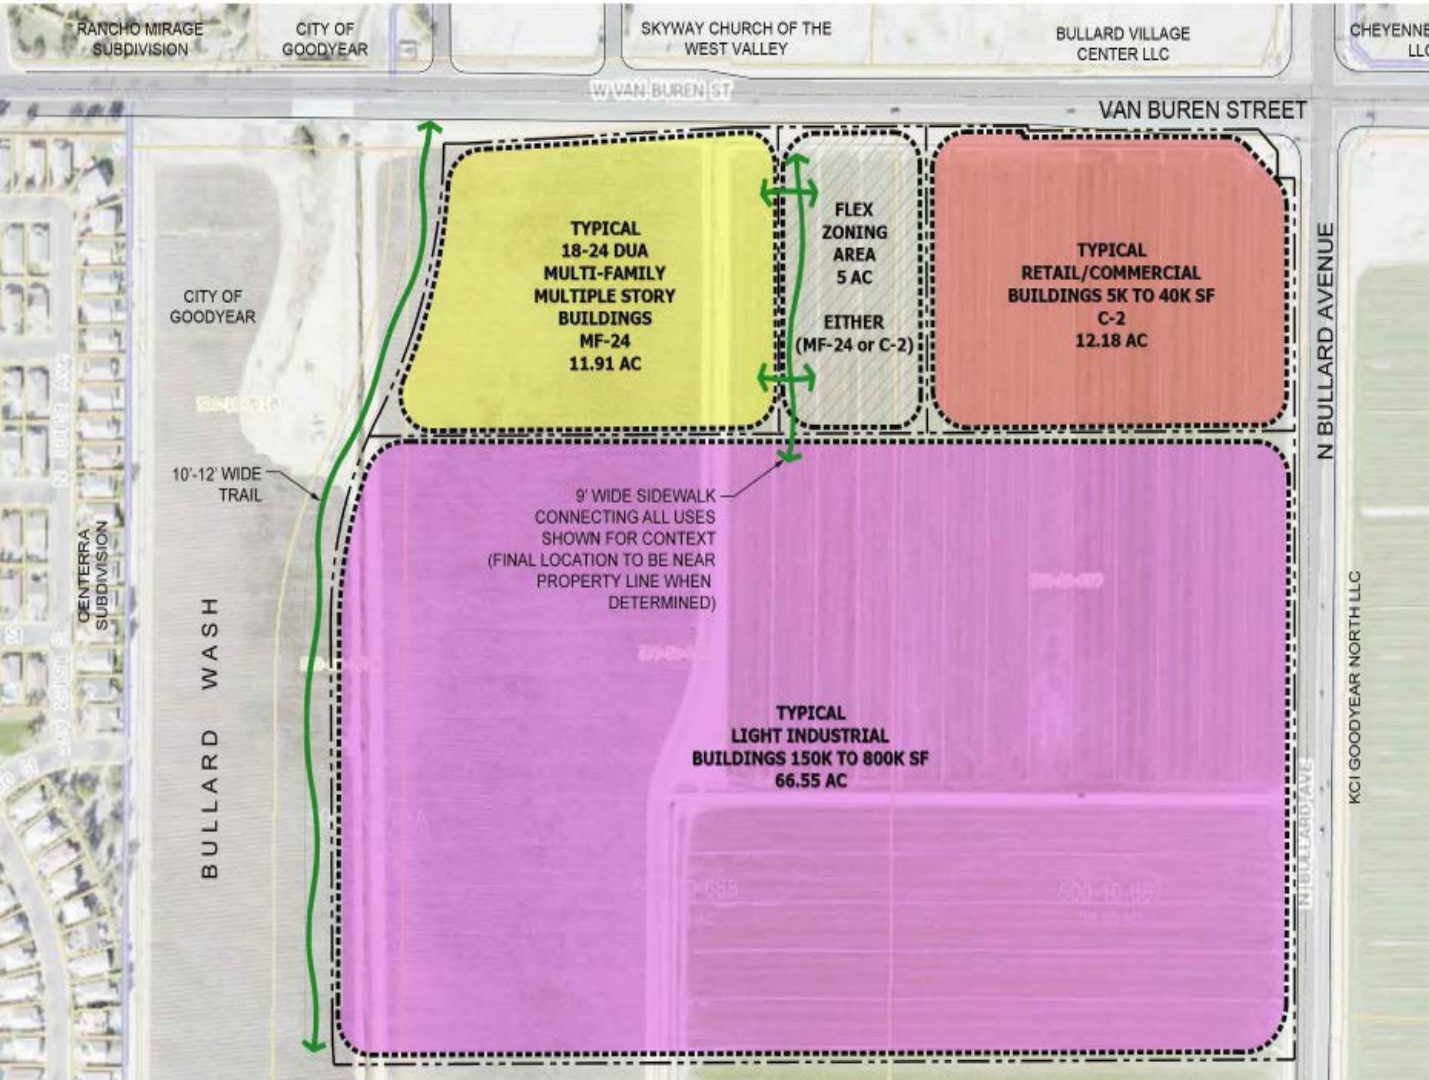 RANCHO MIRAGE
SUBDIVISION
CITY OF
GOODYEAR
SKYWAY CHURCH OF THE
WEST VALLEY
BULLARD VILLAGE
CENTER LLC
CHEYENNE
W VAN BUREN ST
VAN BUREN STREET
TYPICAL
18-24 DUA
MULTI-FAMILY
MULTIPLE STORY
BUILDINGS
MF-24
11.91 AC
FLEX
ZONING
AREA
5 AC
EITHER
(MF-24 or C-2)
TYPICAL
RETAIL/COMMERCIAL
BUILDINGS 5K TO 40K SF
C-2
12.18 AC
N BULLARD AVENUE
CITY OF
GOODYEAR
10'-12' WIDE
TRAIL
9' WIDE SIDEWALK
CONNECTING ALL USES
SHOWN FOR CONTEXT
(FINAL LOCATION TO BE NEAR
PROPERTY LINE WHEN
DETERMINED)
CENTERRA
SUBDIVISION
BULLARD WASH
TYPICAL
LIGHT INDUSTRIAL
BUILDINGS 150K TO 800K SF
66.55 AC
KCI GOODYEAR NORTH LLC
N BULLARD AVE